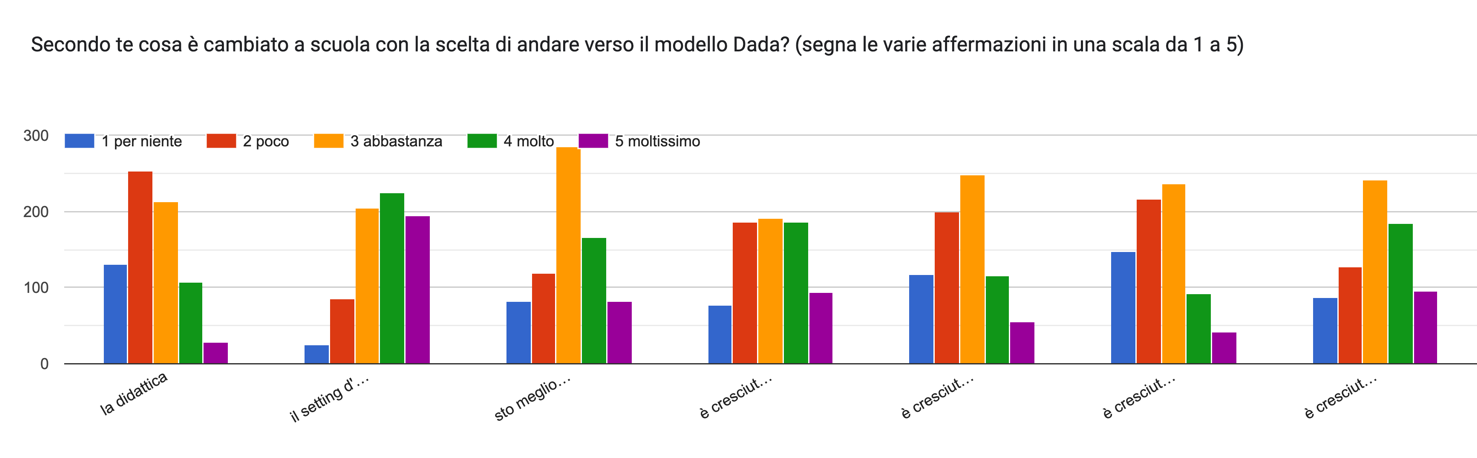 Secondo te cosa è cambiato a scuola con la scelta di andare verso il modello Dada? (segna le varie affermazioni in una scala da 1 a 5)
300
1 per niente
2 poco
3 abbastanza
4 molto
5 moltissimo
200
100
0
la didattica
il setting d'…
sto meglio…
è cresciut…
è cresciut…
è cresciut…
è cresciut…